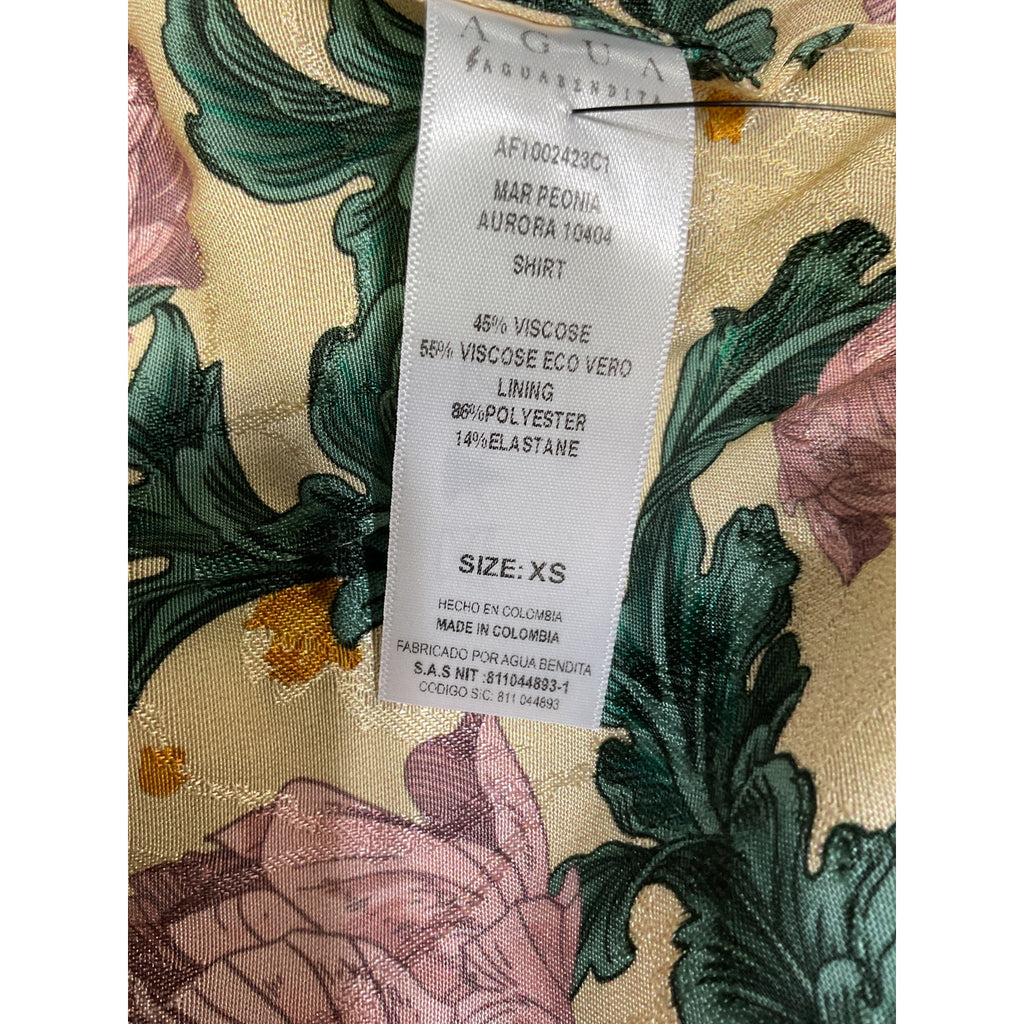 AGUA
AGUABENDITA
AF1002423C1
MAR PEONIA
AURORA 10404
SHIRT
45% VISCOSE
55% VISCOSE ECO VERO
LINING
86%POLYESTER
14%ELASTANE
SIZE: XS
HECHO EN COLOMBIA
MADE IN COLOMBIA
FABRICADO POR AGUA BENDITA
S.A.S NIT :811044893-1
CODIGO SIC: 811 044893